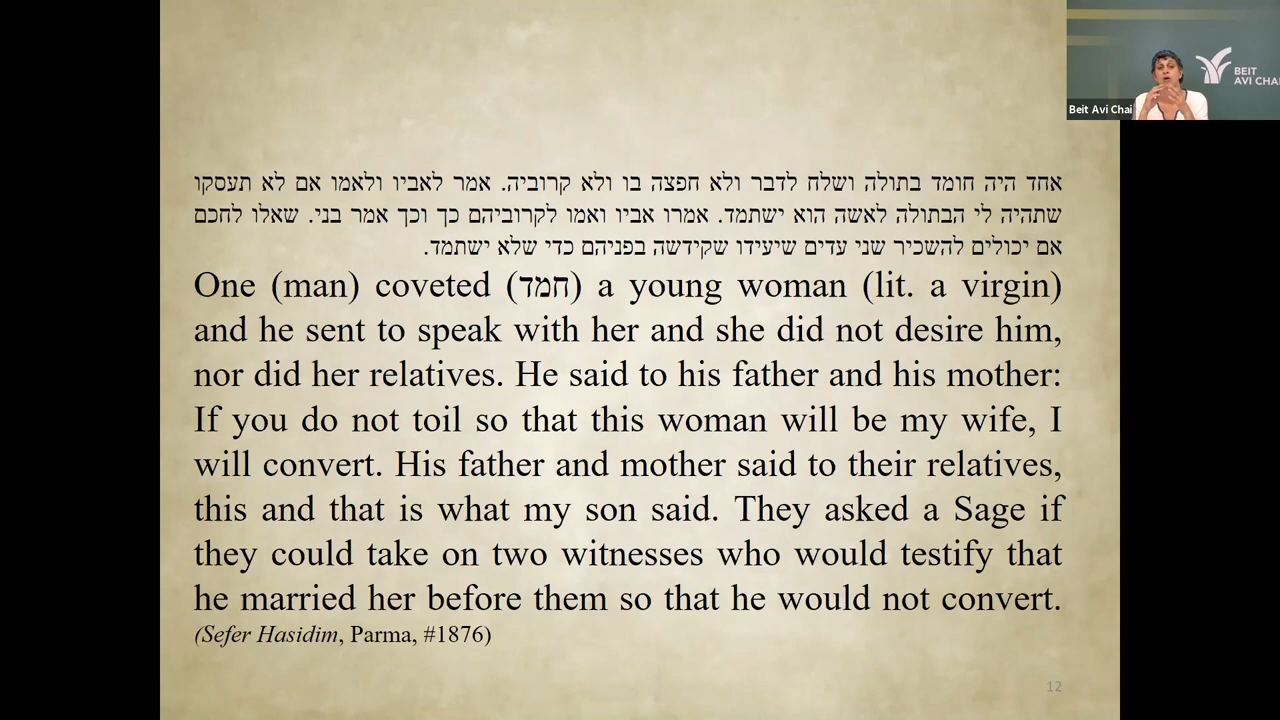 BEIT
AVI CHA
Beit Avi Chai
אחד היה חומד בתולה ושלח לדבר ולא חפצה בו ולא קרוביה. אמר לאביו ולאמו אם לא תעסקו
שתהיה לי הבתולה לאשה הוא ישתמד. אמרו אביו ואמו לקרוביהם כך וכך אמר בני. שאלו לחכם
אם יכולים להשכיר שני עדים שיעידו שקידשה בפניהם כדי שלא ישתמד.
One (man) coveted (חמד) a young woman (lit. a virgin)
and he sent to speak with her and she did not desire him,
nor did her relatives. He said to his father and his mother:
If you do not toil so that this woman will be my wife, I
will convert. His father and mother said to their relatives,
this and that is what my son said. They asked a Sage if
they could take on two witnesses who would testify that
he married her before them so that he would not convert.
(Sefer Hasidim, Parma, #1876)
12